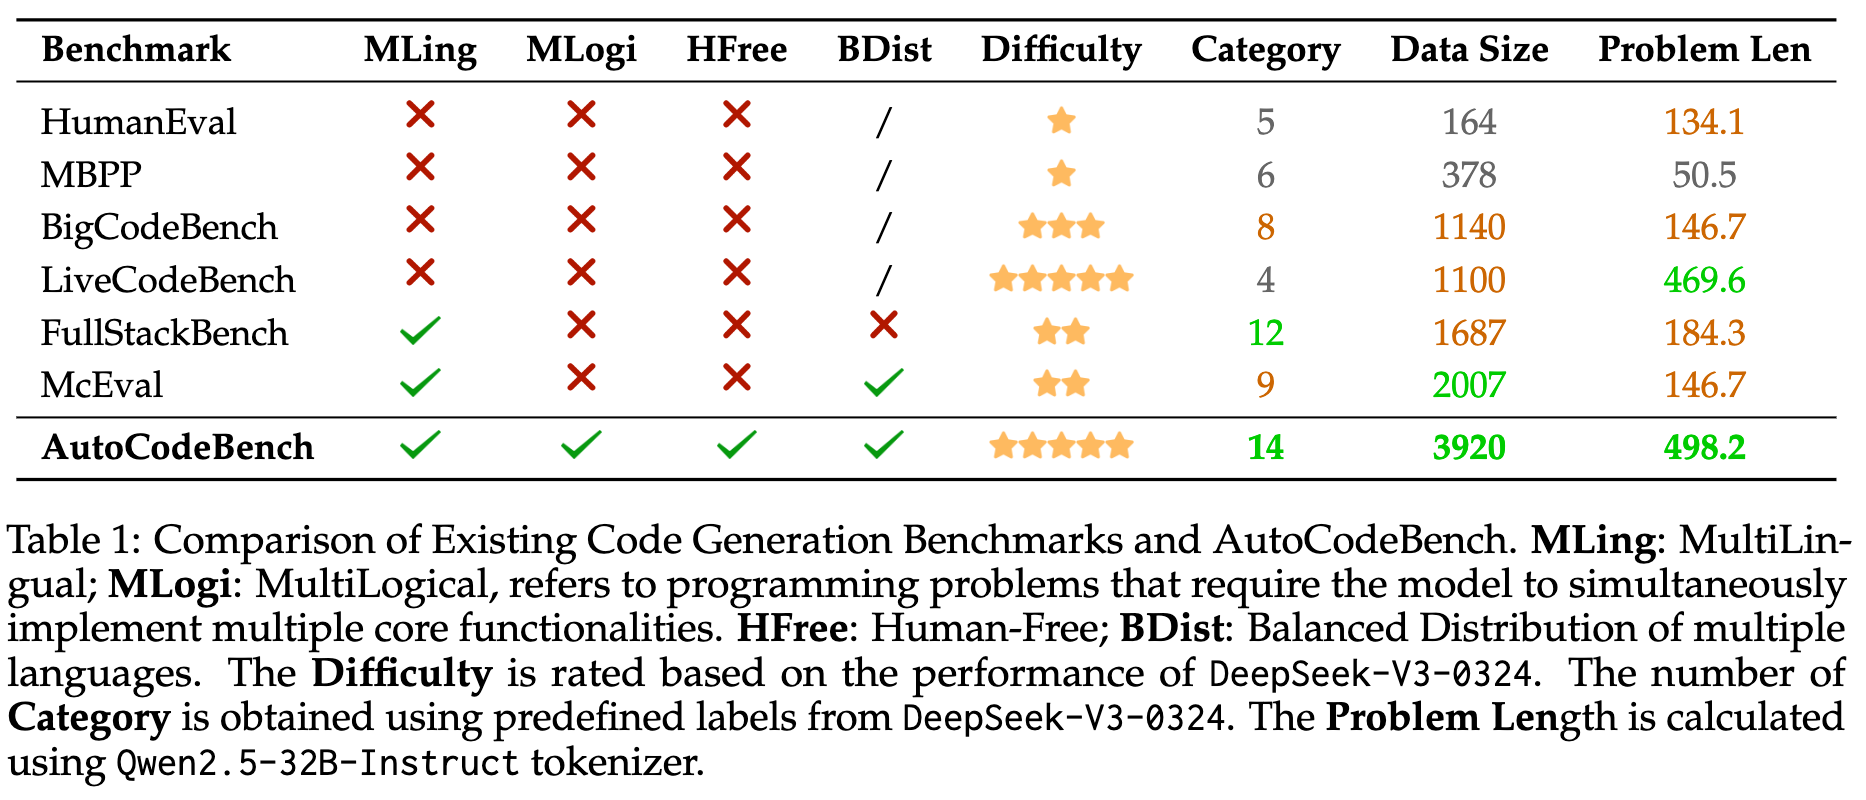 Benchmark MLing MLogi HFree BDist Difficulty Category Data Size Problem Len
HumanEval ✗ ✗ ✗ / ★ 5 164 134.1
MBPP ✗ ✗ ✗ / ★ 6 378 50.5
BigCodeBench ✗ ✗ ✗ / ★★★ 8 1140 146.7
LiveCodeBench ✗ ✗ ✗ / ★★★★★ 4 1100 469.6
FullStackBench ✓ ✗ ✗ ✗ ★★ 12 1687 184.3
McEval ✓ ✗ ✗ ✓ ★★ 9 2007 146.7
AutoCodeBench ✓ ✓ ✓ ✓ ★★★★★ 14 3920 498.2
Table 1: Comparison of Existing Code Generation Benchmarks and AutoCodeBench. MLing: MultiLin-
gual; MLogi: MultiLogical, refers to programming problems that require the model to simultaneously
implement multiple core functionalities. HFree: Human-Free; BDist: Balanced Distribution of multiple
languages. The Difficulty is rated based on the performance of DeepSeek-V3-0324. The number of
Category is obtained using predefined labels from DeepSeek-V3-0324. The Problem Length is calculated
using Qwen2.5-32B-Instruct tokenizer.